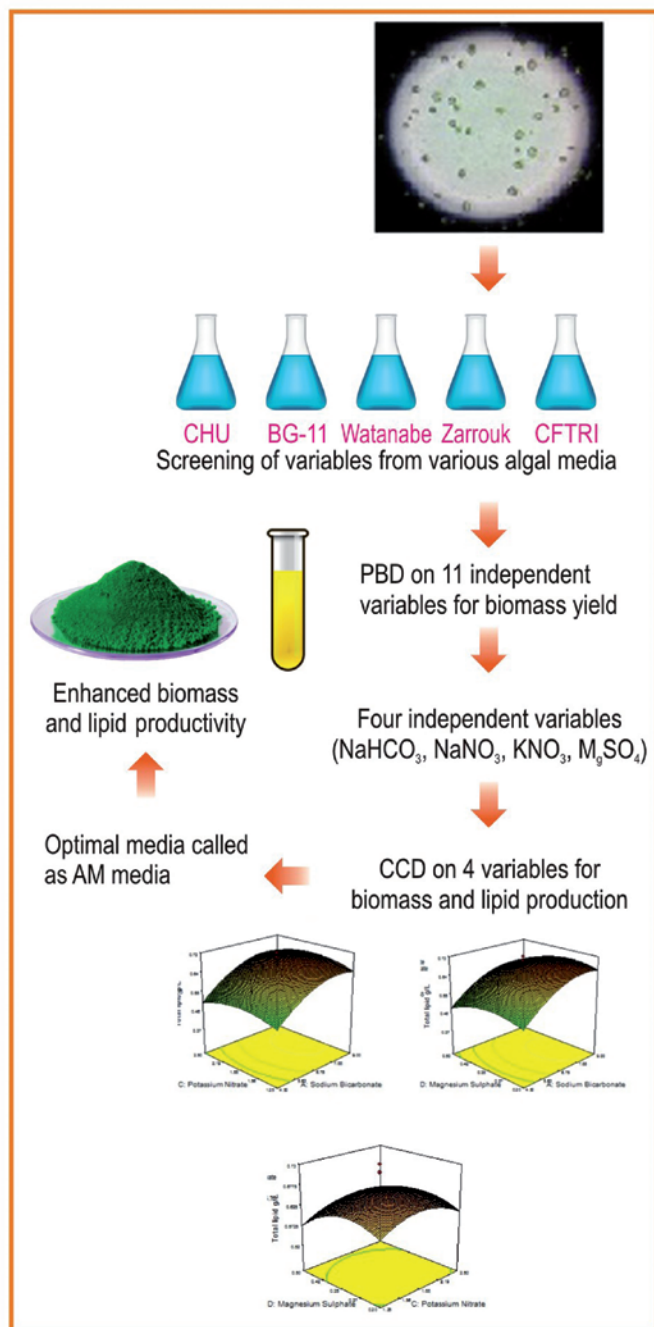 CHU BG-11 Watanabe Zarrouk CFTRI
Screening of variables from various algal media
PBD on 11 independent
variables for biomass yield
Four independent variables
(NaHCO₃, NaNO₃, KNO₃, MgSO₄)
CCD on 4 variables for
biomass and lipid production
Optimal media called
as AM media
Enhanced biomass
and lipid productivity
C: Potassium Nitrate A: Sodium Bicarbonate
Total lipid g/L
D: Magnesium Sulphate A: Sodium Bicarbonate
Total lipid g/L
D: Magnesium Sulphate C: Potassium Nitrate